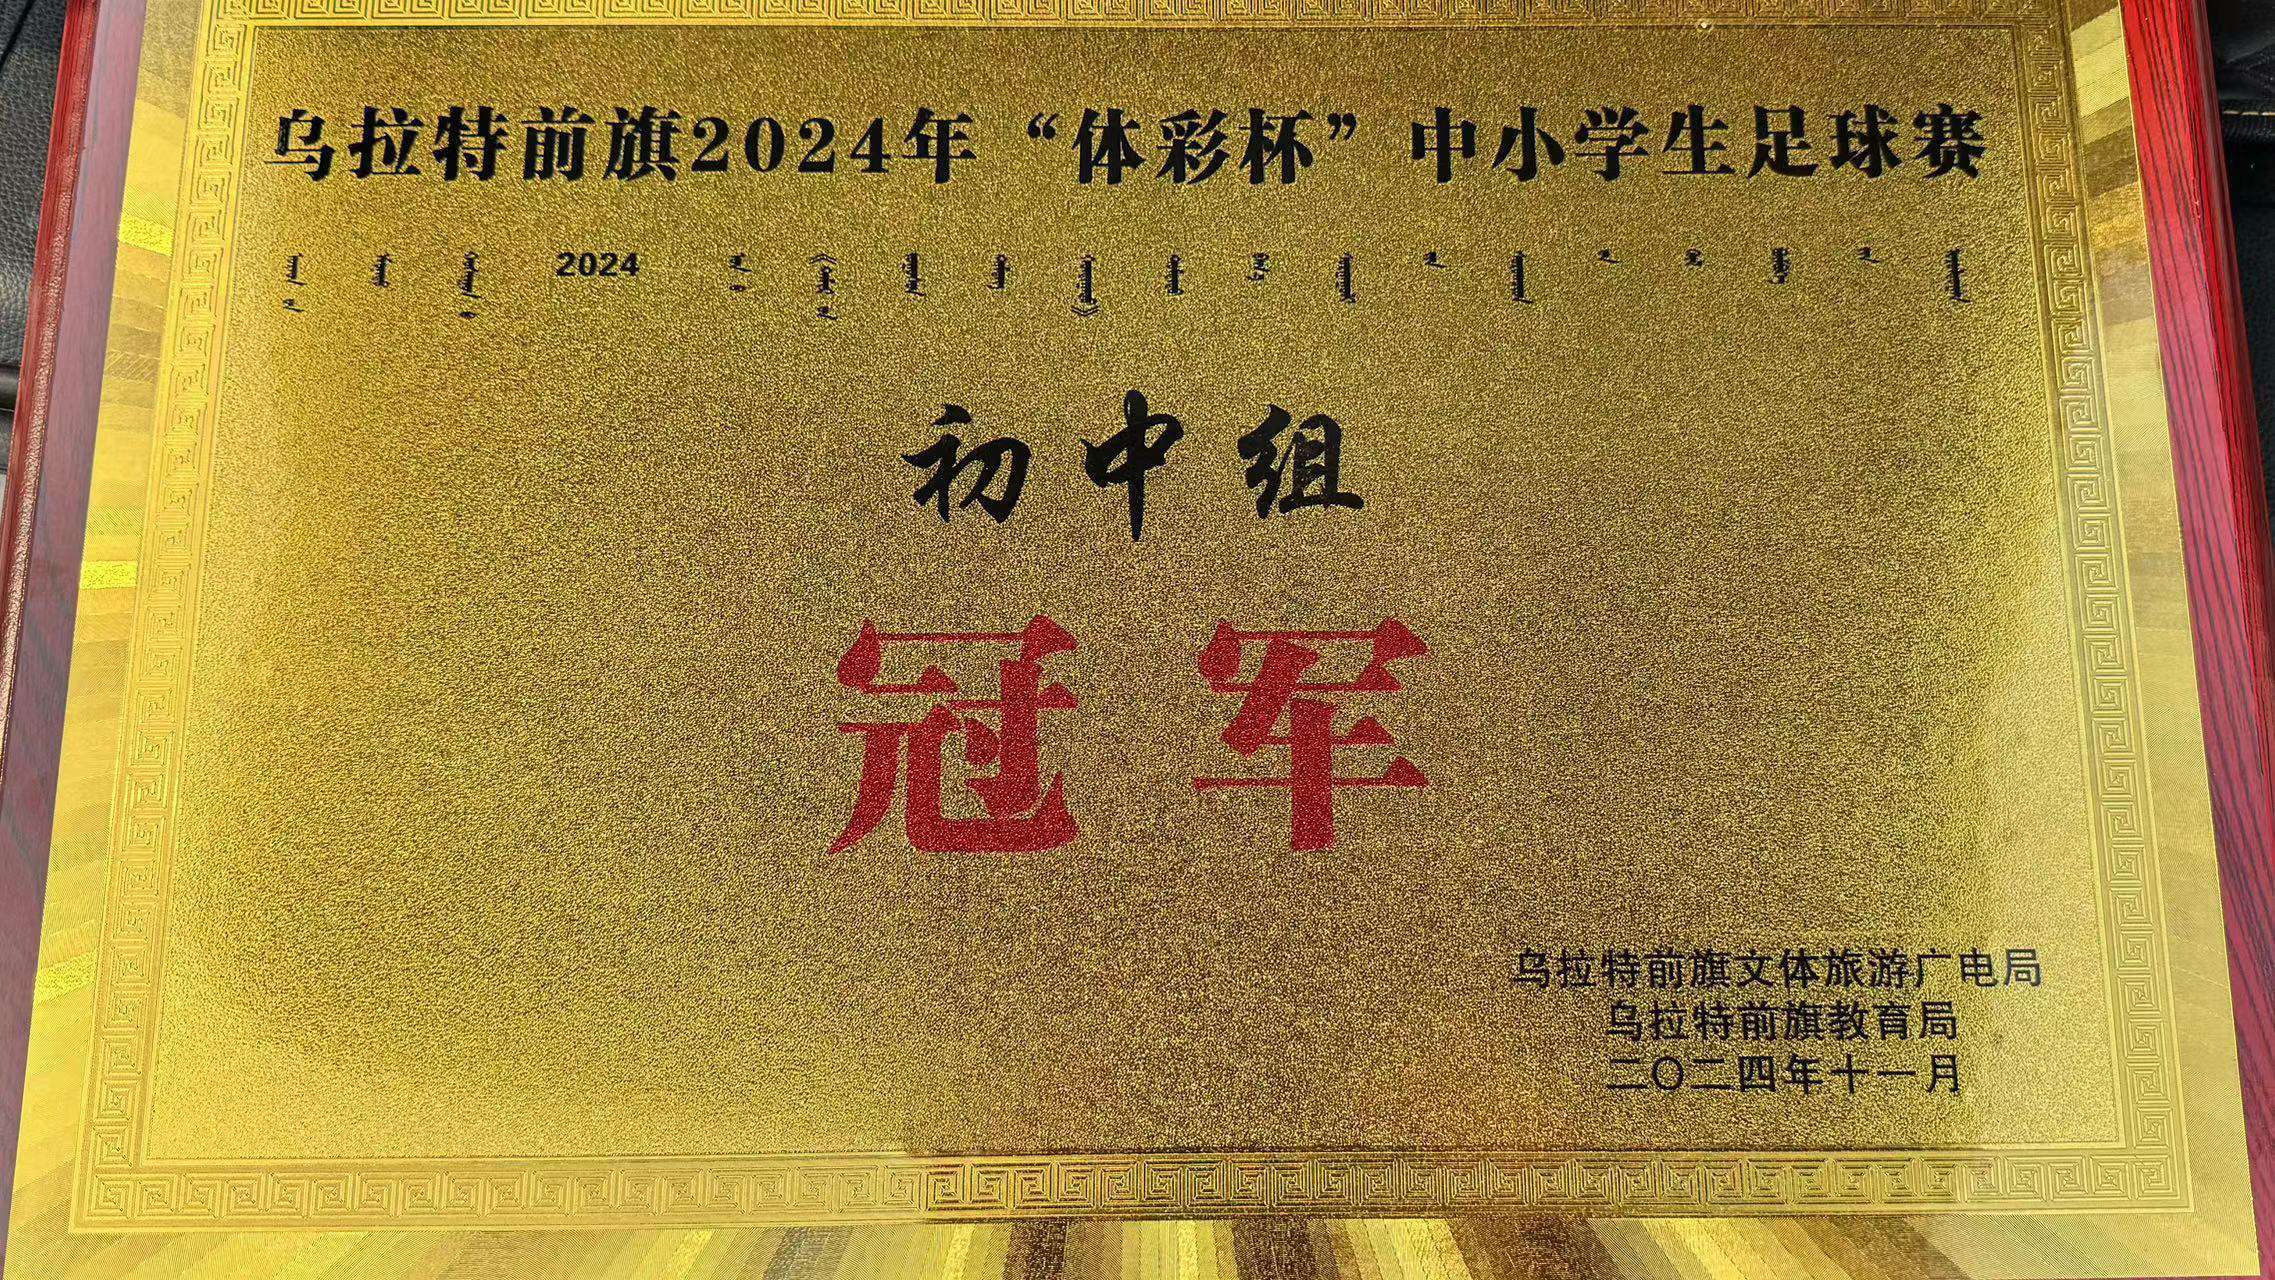 乌拉特前旗2024年“体彩杯”中小学生足球赛
2024
初中组
冠军
乌拉特前旗文体旅游广电局
乌拉特前旗教育局
二〇二四年十一月